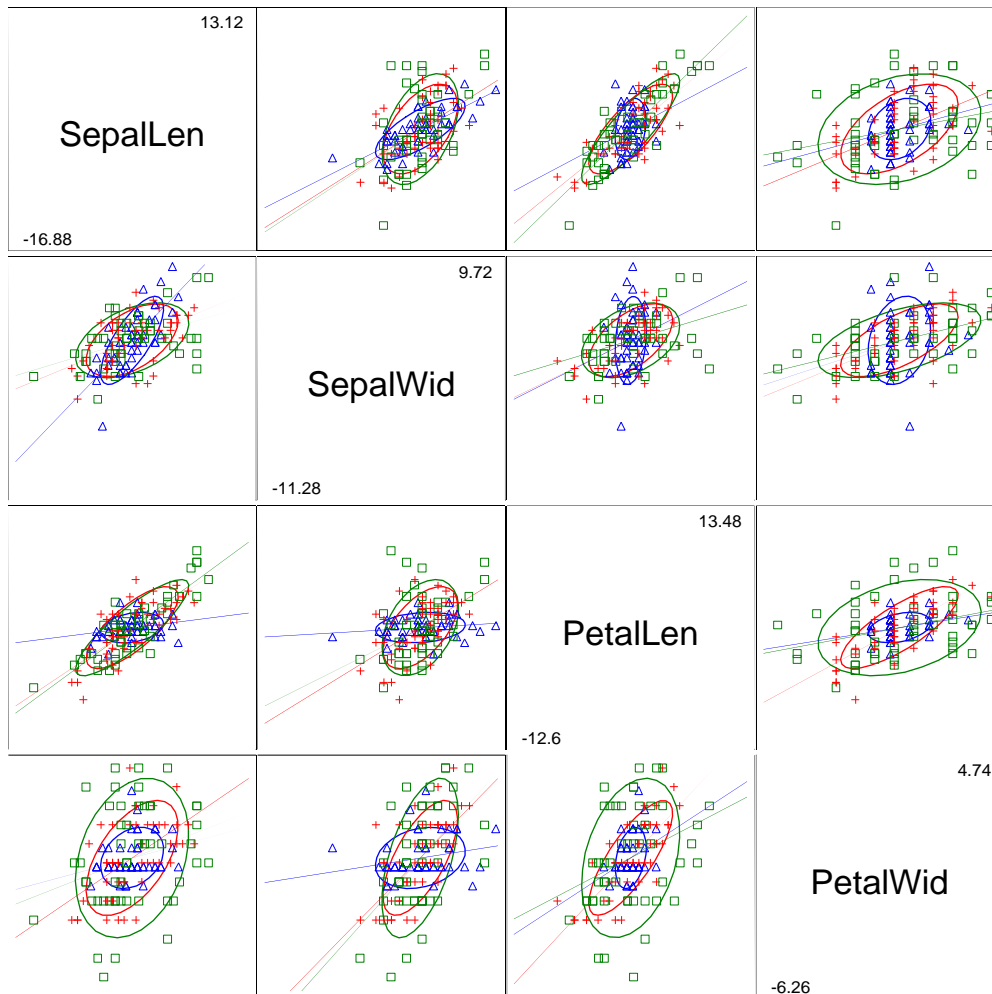 13.12
SepalLen
-16.88
9.72
SepalWid
-11.28
13.48
PetalLen
-12.6
4.74
PetalWid
-6.26